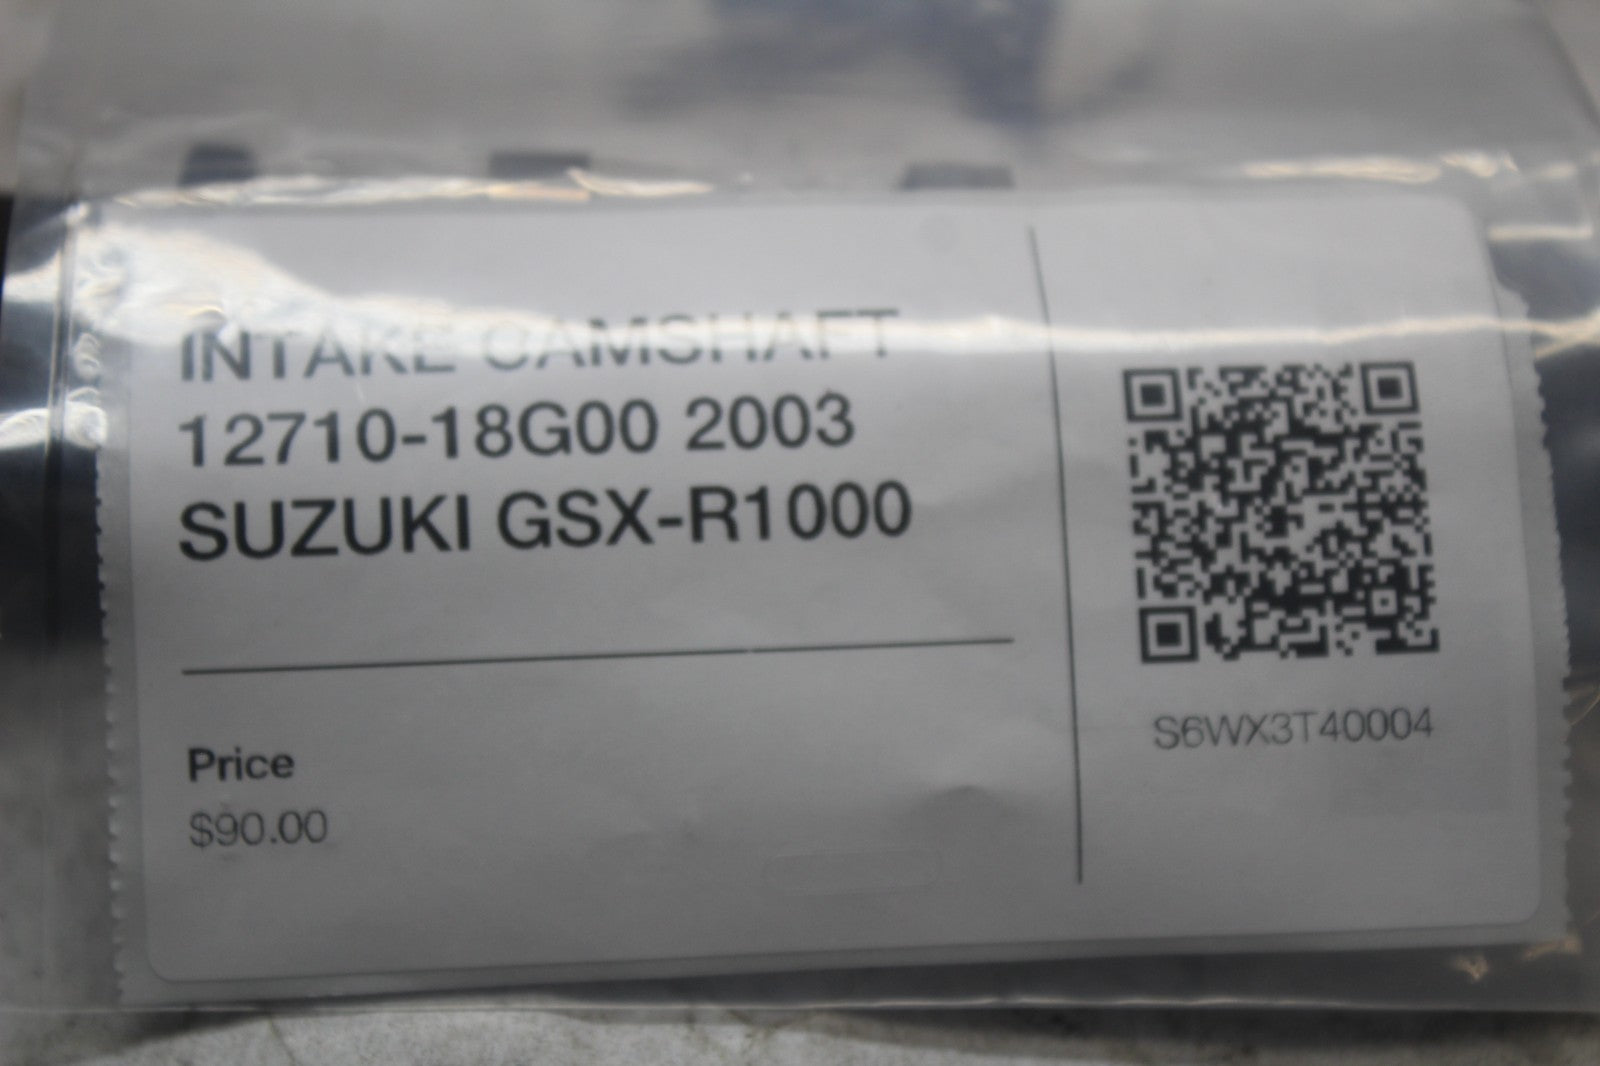 INTAKE CAMSHAFT
12710-18G00 2003
SUZUKI GSX-R1000
Price
$90.00
S6WX3T40004